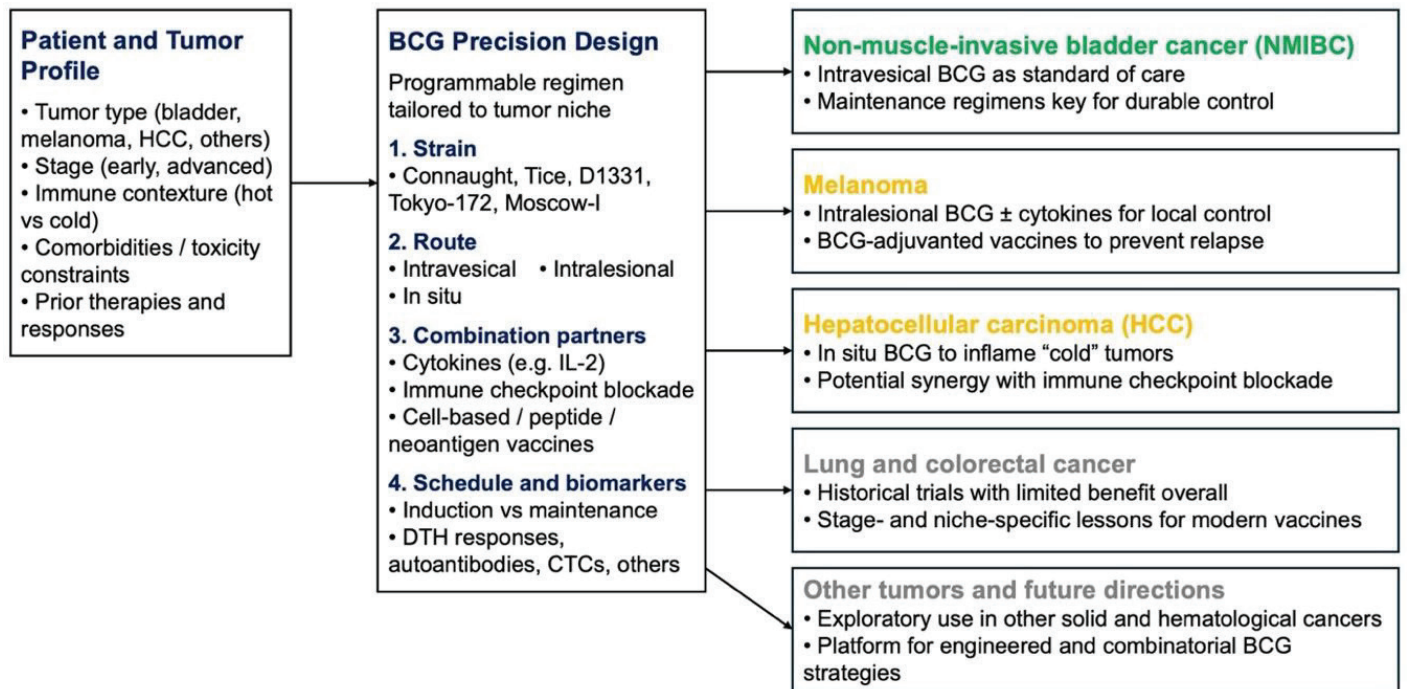 Patient and Tumor
Profile
• Tumor type (bladder,
melanoma, HCC, others)
• Stage (early, advanced)
• Immune contexture (hot
vs cold)
• Comorbidities / toxicity
constraints
• Prior therapies and
responses
BCG Precision Design
Programmable regimen
tailored to tumor niche
1. Strain
• Connaught, Tice, D1331,
Tokyo-172, Moscow-I
2. Route
• Intravesical • Intralesional
• In situ
3. Combination partners
• Cytokines (e.g. IL-2)
• Immune checkpoint blockade
• Cell-based / peptide /
neoantigen vaccines
4. Schedule and biomarkers
• Induction vs maintenance
• DTH responses,
autoantibodies, CTCs, others
Non-muscle-invasive bladder cancer (NMIBC)
• Intravesical BCG as standard of care
• Maintenance regimens key for durable control
Melanoma
• Intralesional BCG ± cytokines for local control
• BCG-adjuvanted vaccines to prevent relapse
Hepatocellular carcinoma (HCC)
• In situ BCG to inflame “cold” tumors
• Potential synergy with immune checkpoint blockade
Lung and colorectal cancer
• Historical trials with limited benefit overall
• Stage- and niche-specific lessons for modern vaccines
Other tumors and future directions
• Exploratory use in other solid and hematological cancers
• Platform for engineered and combinatorial BCG
strategies